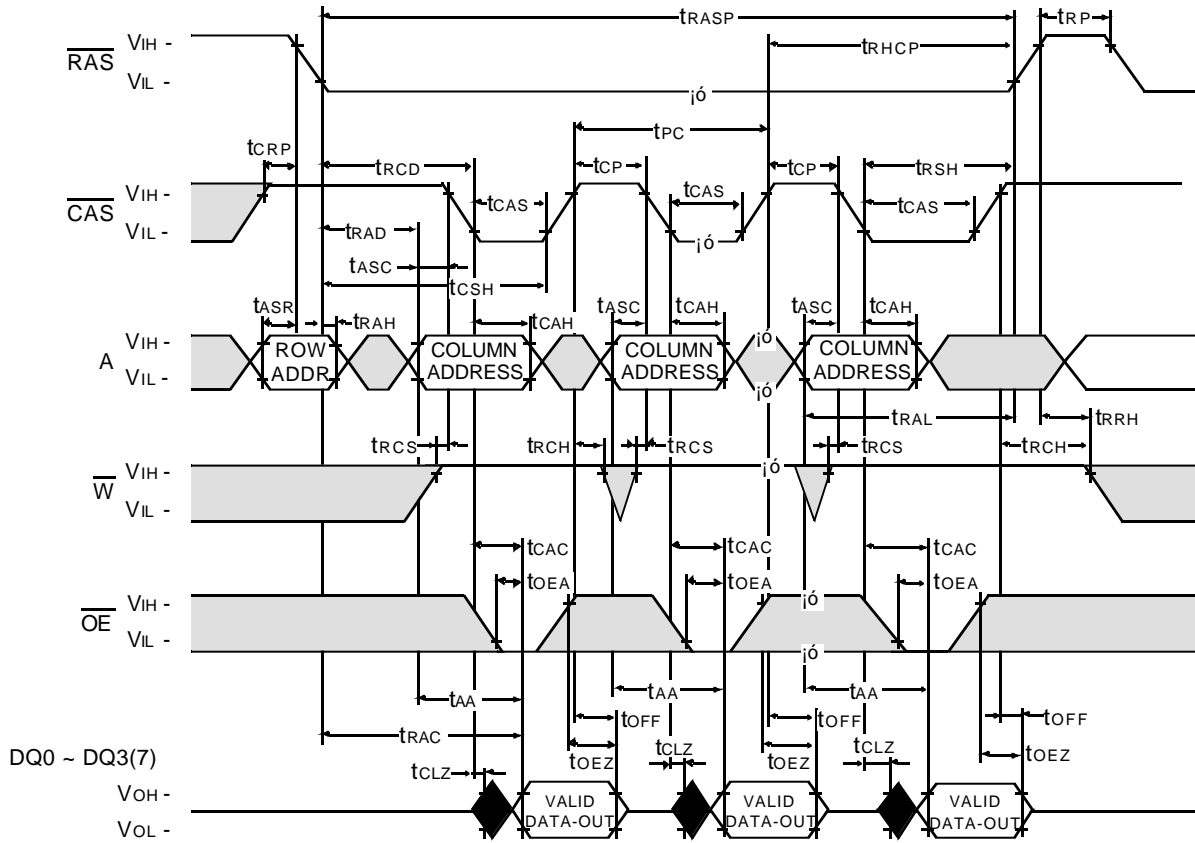 tRASP
tRP
tRHCP
VIH -
RAS
VIL -
¡ó
tPC
tCRP
tRCD
tCP
tCP
tRSH
VIH -
CAS
VIL -
tCAS
tCAS
tCAS
¡ó
tRAD
tASC
tCSH
tASR
tRAH
tCAH
tASC
tCAH
tASC
tCAH
A
VIH -
VIL -
ROW
ADDR
COLUMN
ADDRESS
COLUMN
ADDRESS
¡ó
¡ó
COLUMN
ADDRESS
tRAL
tRRH
tRCS
tRCH
tRCS
tRCS
tRCH
VIH -
W
VIL -
¡ó
tCAC
tCAC
tCAC
tOEA
tOEA
tOEA
VIH -
OE
VIL -
¡ó
¡ó
tAA
tAA
tAA
tOFF
tOFF
tOFF
tRAC
tCLZ
tOEZ
tCLZ
tOEZ
tCLZ
tOEZ
DQ0 ~ DQ3(7)
VOH -
VOL -
VALID
DATA-OUT
VALID
DATA-OUT
VALID
DATA-OUT